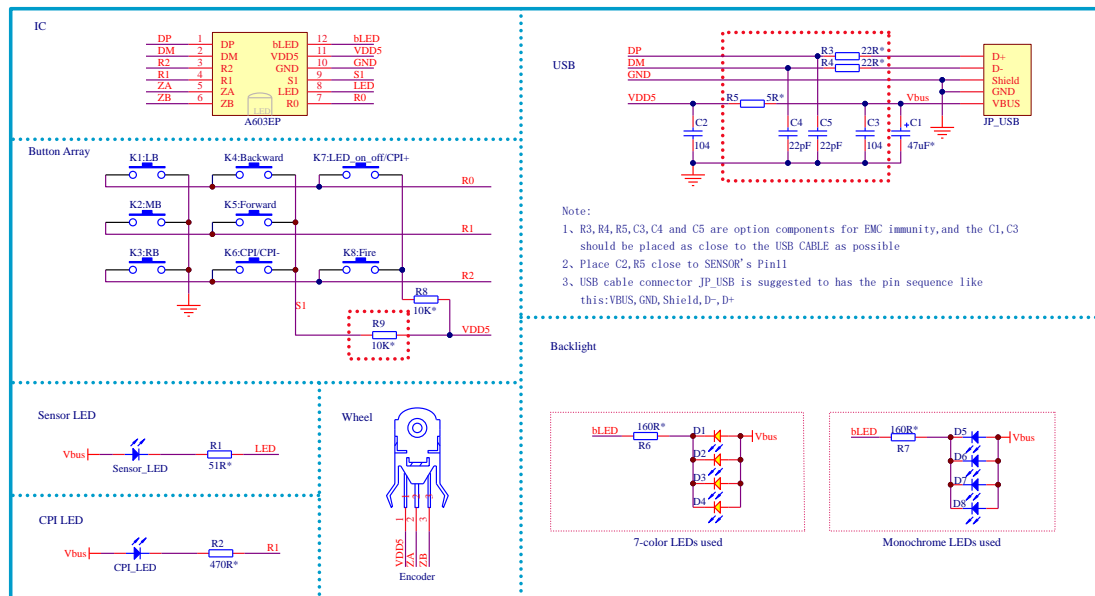 IC
DP 1 DP bLED 12 bLED
DM 2 DM VDD5 11 VDD5
R2 3 R2 GND 10 GND
R1 4 R1 S1 9 S1
ZA 5 ZA LED 8 LED
ZB 6 ZB R0 7 R0
LED
A603EP
Button Array
K1:LB K4:Backward K7:LED_on_off/CPI+
R0
K2:MB K5:Forward
R1
K3:RB K6:CPI/CPI- K8:Fire
R2
S1
R8
10K*
R9
10K*
VDD5
Sensor LED
Vbus
Sensor_LED
R1
51R*
LED
CPI LED
Vbus
CPI_LED
R2
470R*
R1
Wheel
1 2 3
1 2 3
VDD5 ZA ZB
Encoder
USB
DP R3 22R* D+
DM R4 22R* D-
GND Shield
GND
VDD5 R5 5R* Vbus VBUS
JP_USB
C2 C4 C5 C3 C1
104 22pF 22pF 104 47uF*
+
Note:
1、R3,R4,R5,C3,C4 and C5 are option components for EMC immunity,and the C1,C3
should be placed as close to the USB CABLE as possible
2、Place C2,R5 close to SENSOR's Pin11
3、USB cable connector JP_USB is suggested to has the pin sequence like
this:VBUS,GND,Shield,D-,D+
Backlight
bLED 160R* D1 Vbus
R6
D2
D3
D4
7-color LEDs used
bLED 160R* D5 Vbus
R7
D6
D7
D8
Monochrome LEDs used